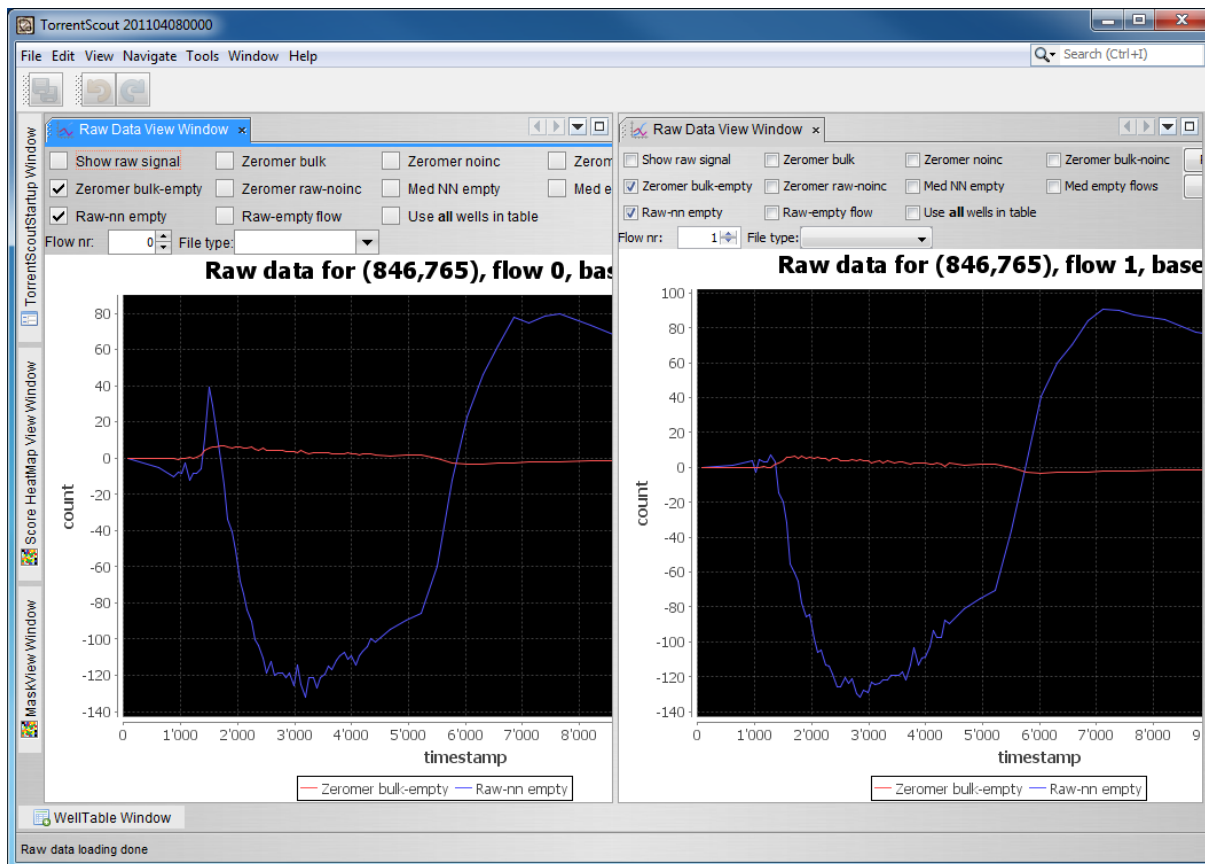 TorrentScout 201104080000
File Edit View Navigate Tools Window Help
Search (Ctrl+I)
TorrentScoutStartup Window
Score HeatMap View Window
MaskView Window
Raw Data View Window
Show raw signal Zeromer bulk Zeromer noinc Zerom
Zeromer bulk-empty Zeromer raw-noinc Med NN empty Med e
Raw-nn empty Raw-empty flow Use all wells in table
Flow nr: 0 File type:
Raw data for (846,765), flow 0, bas
80
60
40
20
0
-20
-40
-60
-80
-100
-120
-140
count
0 1'000 2'000 3'000 4'000 5'000 6'000 7'000 8'000
timestamp
Zeromer bulk-empty Raw-nn empty
Raw Data View Window
Show raw signal Zeromer bulk Zeromer noinc Zeromer bulk-noinc
Zeromer bulk-empty Zeromer raw-noinc Med NN empty Med empty flows
Raw-nn empty Raw-empty flow Use all wells in table
Flow nr: 1 File type:
Raw data for (846,765), flow 1, base
100
80
60
40
20
0
-20
-40
-60
-80
-100
-120
-140
count
0 1'000 2'000 3'000 4'000 5'000 6'000 7'000 8'000 9
timestamp
Zeromer bulk-empty Raw-nn empty
WellTable Window
Raw data loading done